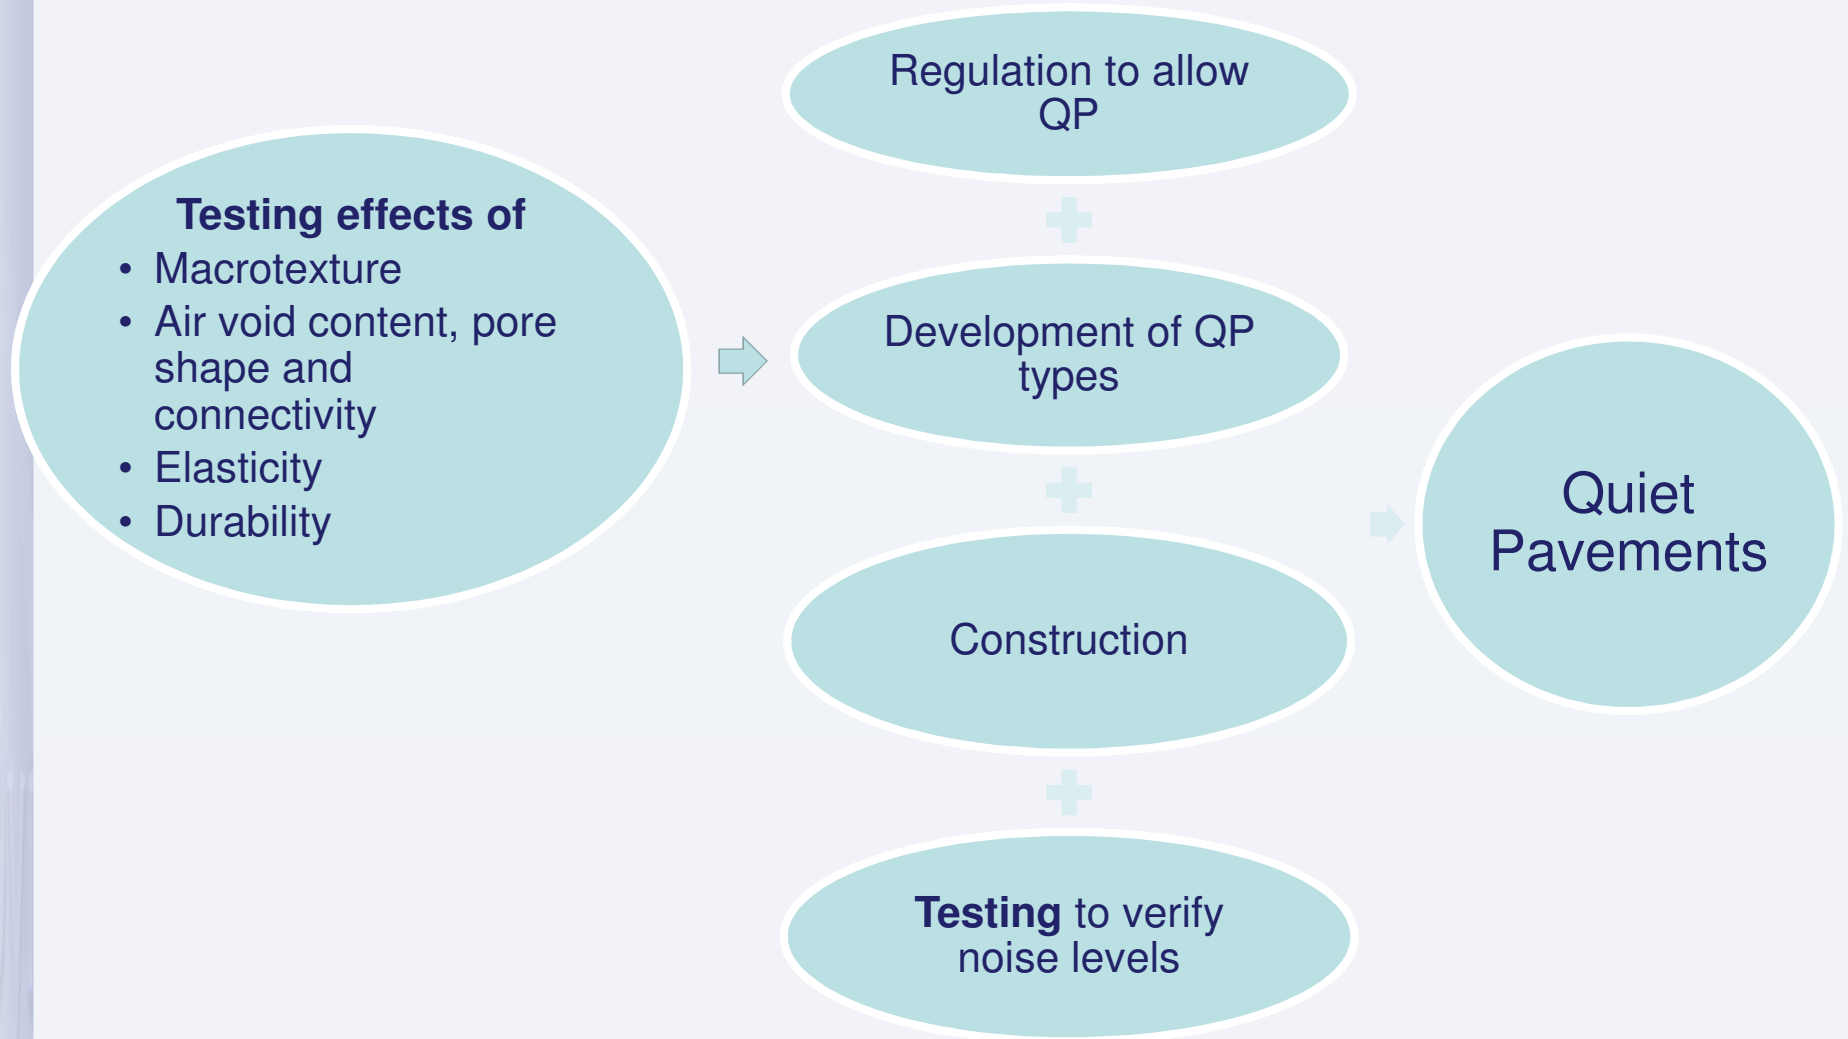 Testing effects of
• Macrotexture
• Air void content, pore
shape and
connectivity
• Elasticity
• Durability
Regulation to allow
QP
Development of QP
types
Construction
Testing to verify
noise levels
Quiet
Pavements